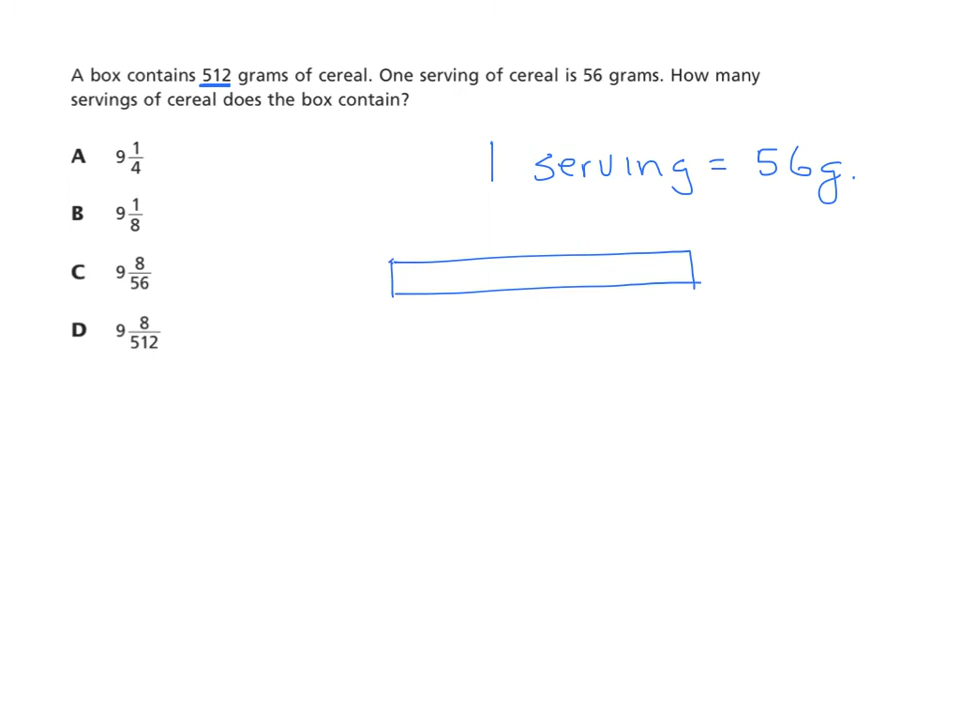 A box contains 512 grams of cereal. One serving of cereal is 56 grams. How many
servings of cereal does the box contain?
A 9 1/4
B 9 1/8
C 9 8/56
D 9 8/512
1 serving = 56g.